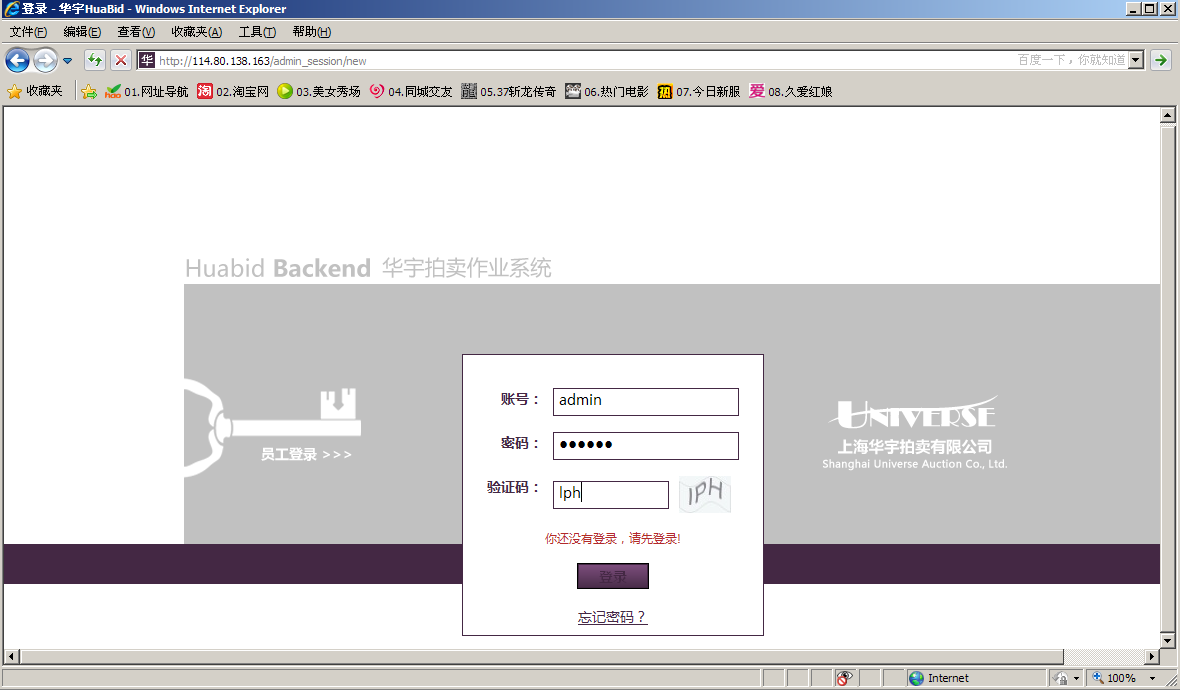 登录 - 华宇HuaBid - Windows Internet Explorer
文件(F) 编辑(E) 查看(V) 收藏夹(A) 工具(T) 帮助(H)
华 http://114.80.138.163/admin_session/new 百度一下，你就知道
收藏夹 hao 01.网址导航 淘 02.淘宝网 03.美女秀场 04.同城交友 05.37斩龙传奇 06.热门电影 热 07.今日新服 爱 08.久爱红娘
Huabid Backend 华宇拍卖作业系统
账号： admin
密码： ●●●●●●
验证码： lph lPH
员工登录 >>>
UNIVERSE
上海华宇拍卖有限公司
Shanghai Universe Auction Co., Ltd.
你还没有登录，请先登录!
登录
忘记密码？
Internet 100%